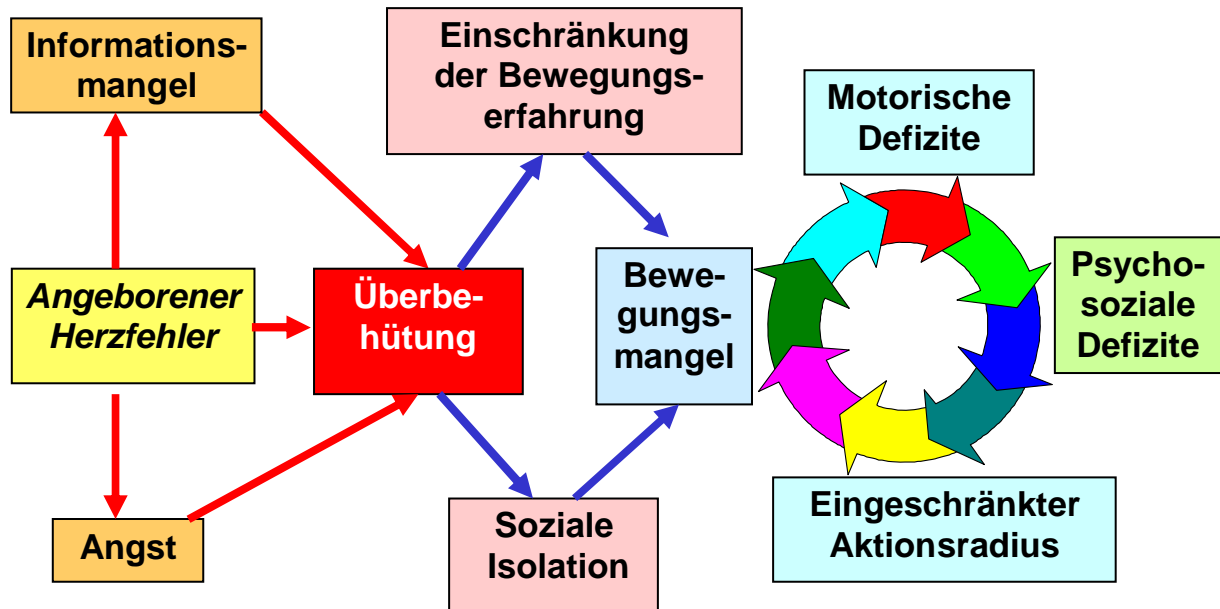 Informations-
mangel
Einschränkung
der Bewegungs-
erfahrung
Motorische
Defizite
Angeborener
Herzfehler
Überbe-
hütung
Bewe-
gungs-
mangel
Psycho-
soziale
Defizite
Angst
Soziale
Isolation
Eingeschränkter
Aktionsradius